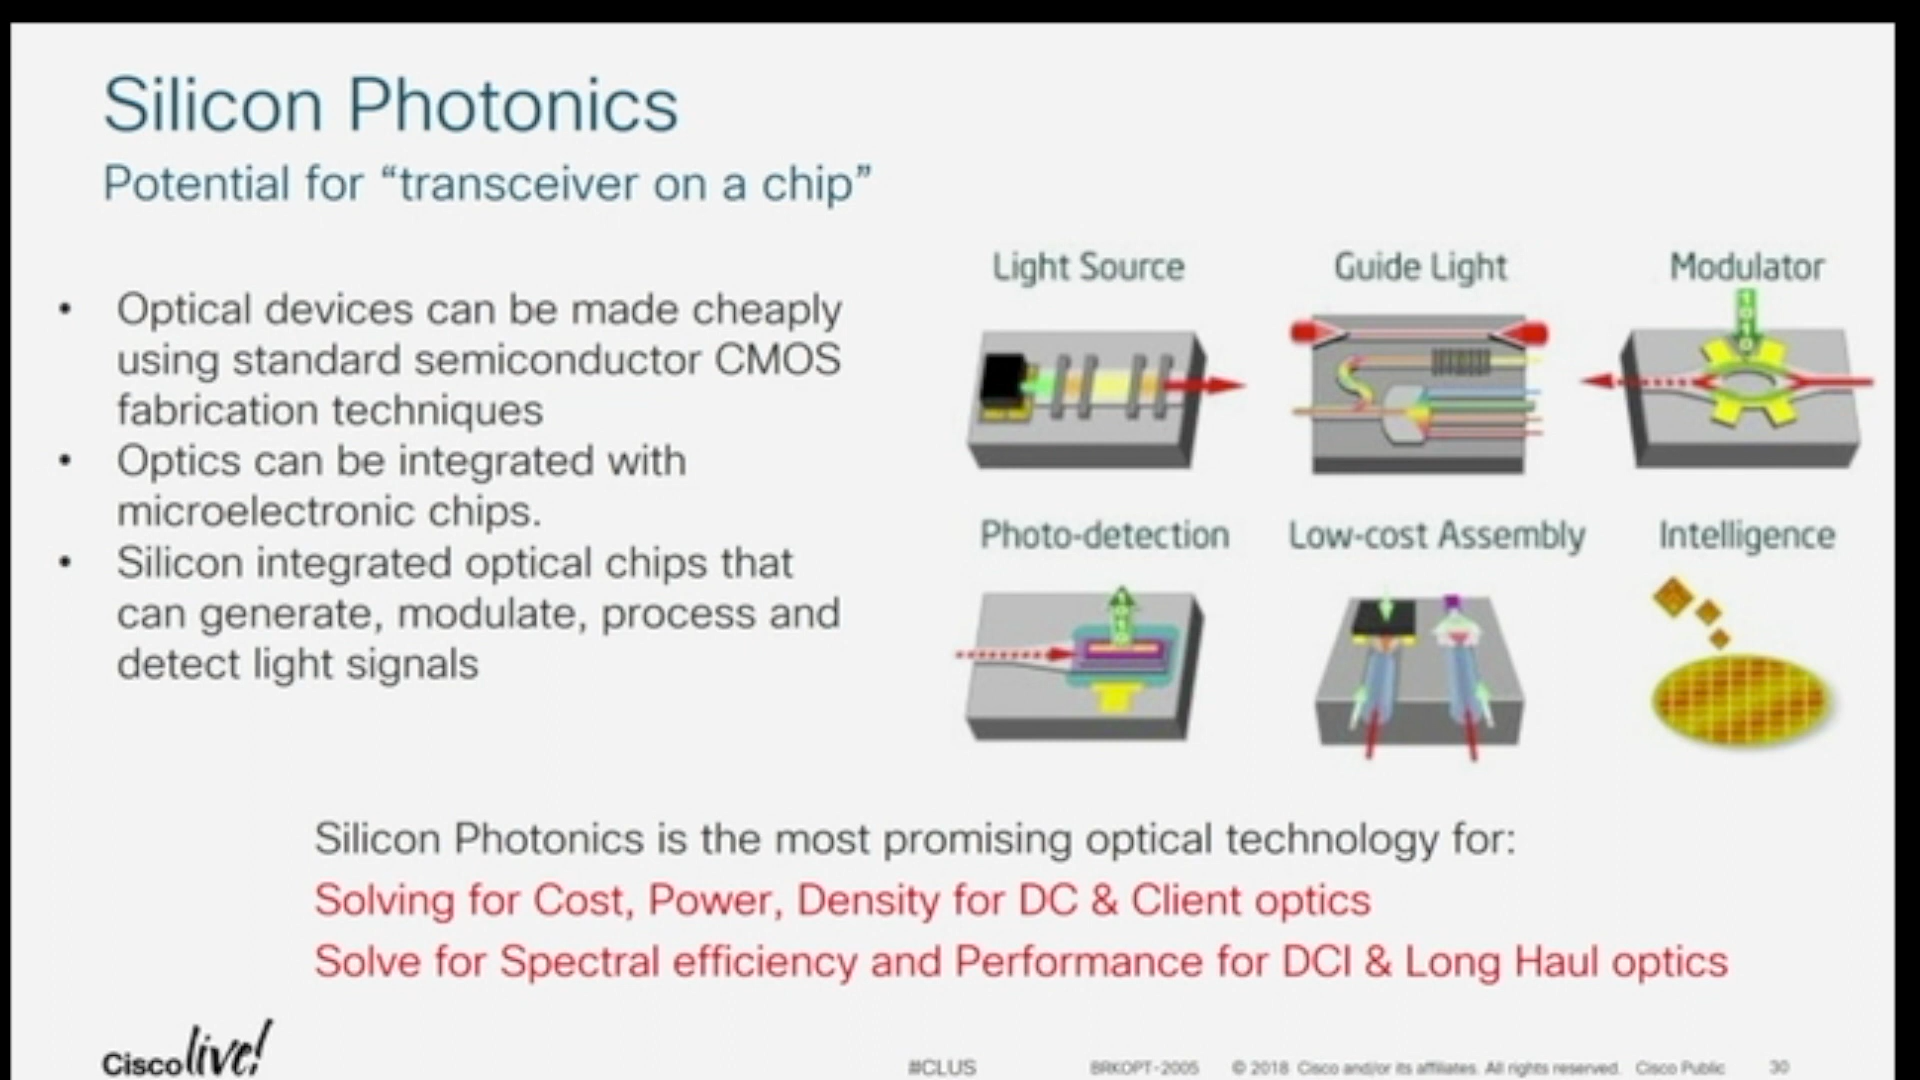 Silicon Photonics
Potential for “transceiver on a chip”
• Optical devices can be made cheaply
using standard semiconductor CMOS
fabrication techniques
• Optics can be integrated with
microelectronic chips.
• Silicon integrated optical chips that
can generate, modulate, process and
detect light signals
Light Source
Guide Light
Modulator
1010
Photo-detection
Low-cost Assembly
Intelligence
Silicon Photonics is the most promising optical technology for:
Solving for Cost, Power, Density for DC & Client optics
Solve for Spectral efficiency and Performance for DCI & Long Haul optics
Cisco live!
#CLUS
BRKOPT-2005
© 2018 Cisco and/or its affiliates. All rights reserved. Cisco Public
30